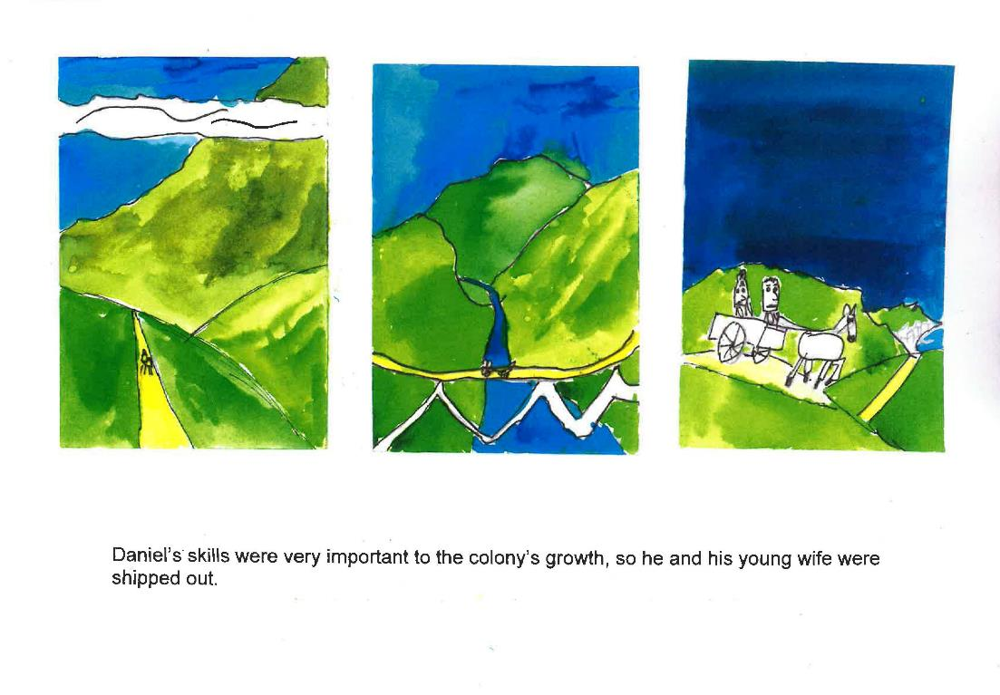 Daniel's skills were very important to the colony's growth, so he and his young wife were
shipped out.